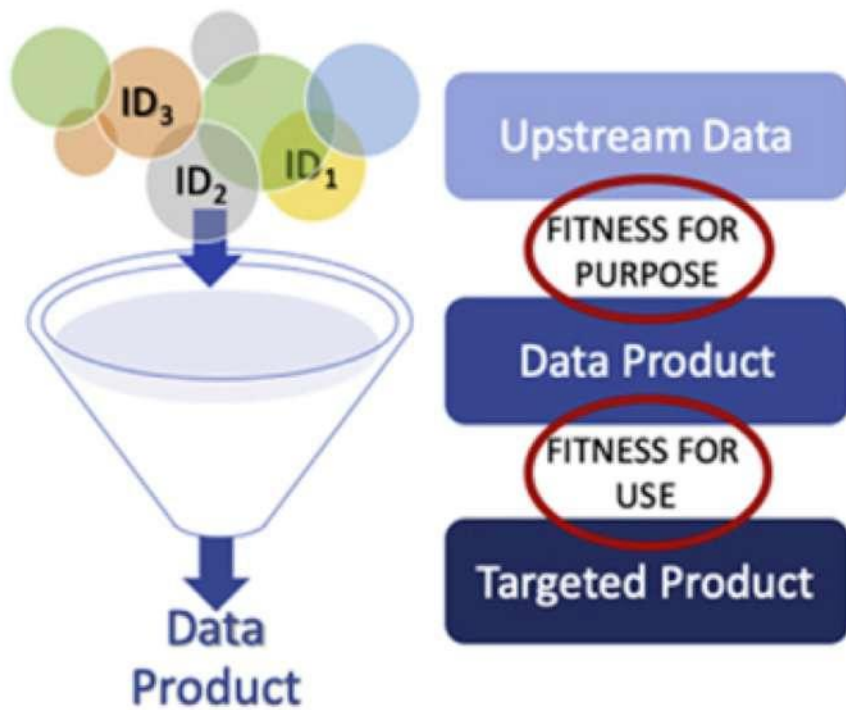 ID₃
ID₂
ID₁
Data
Product
Upstream Data
FITNESS FOR
PURPOSE
Data Product
FITNESS FOR
USE
Targeted Product